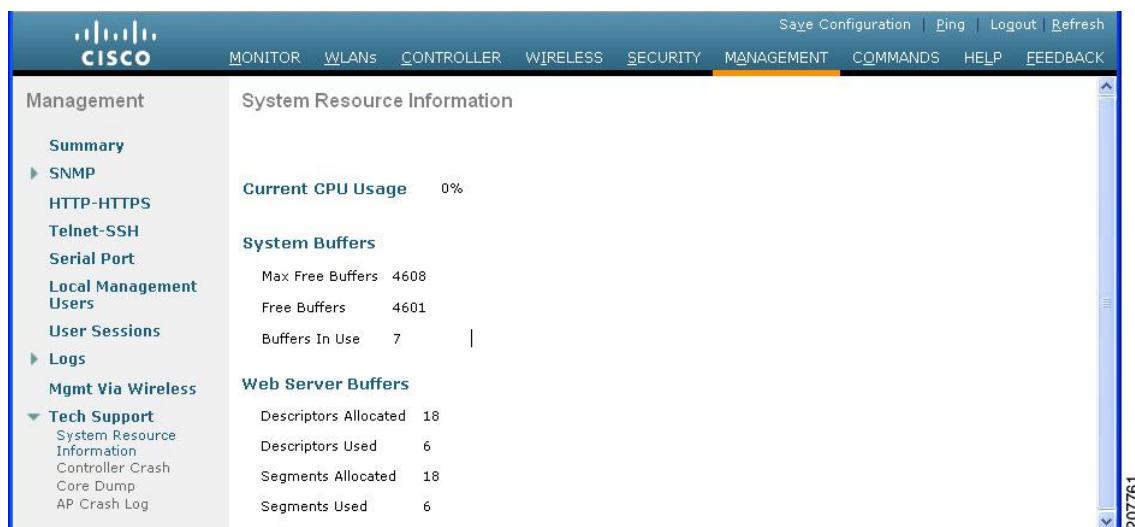 Save Configuration | Ping | Logout | Refresh
CISCO
MONITOR WLANs CONTROLLER WIRELESS SECURITY MANAGEMENT COMMANDS HELP FEEDBACK
Management
Summary
SNMP
HTTP-HTTPS
Telnet-SSH
Serial Port
Local Management
Users
User Sessions
Logs
Mgmt Via Wireless
Tech Support
System Resource
Information
Controller Crash
Core Dump
AP Crash Log
System Resource Information
Current CPU Usage 0%
System Buffers
Max Free Buffers 4608
Free Buffers 4601
Buffers In Use 7
Web Server Buffers
Descriptors Allocated 18
Descriptors Used 6
Segments Allocated 18
Segments Used 6
207761